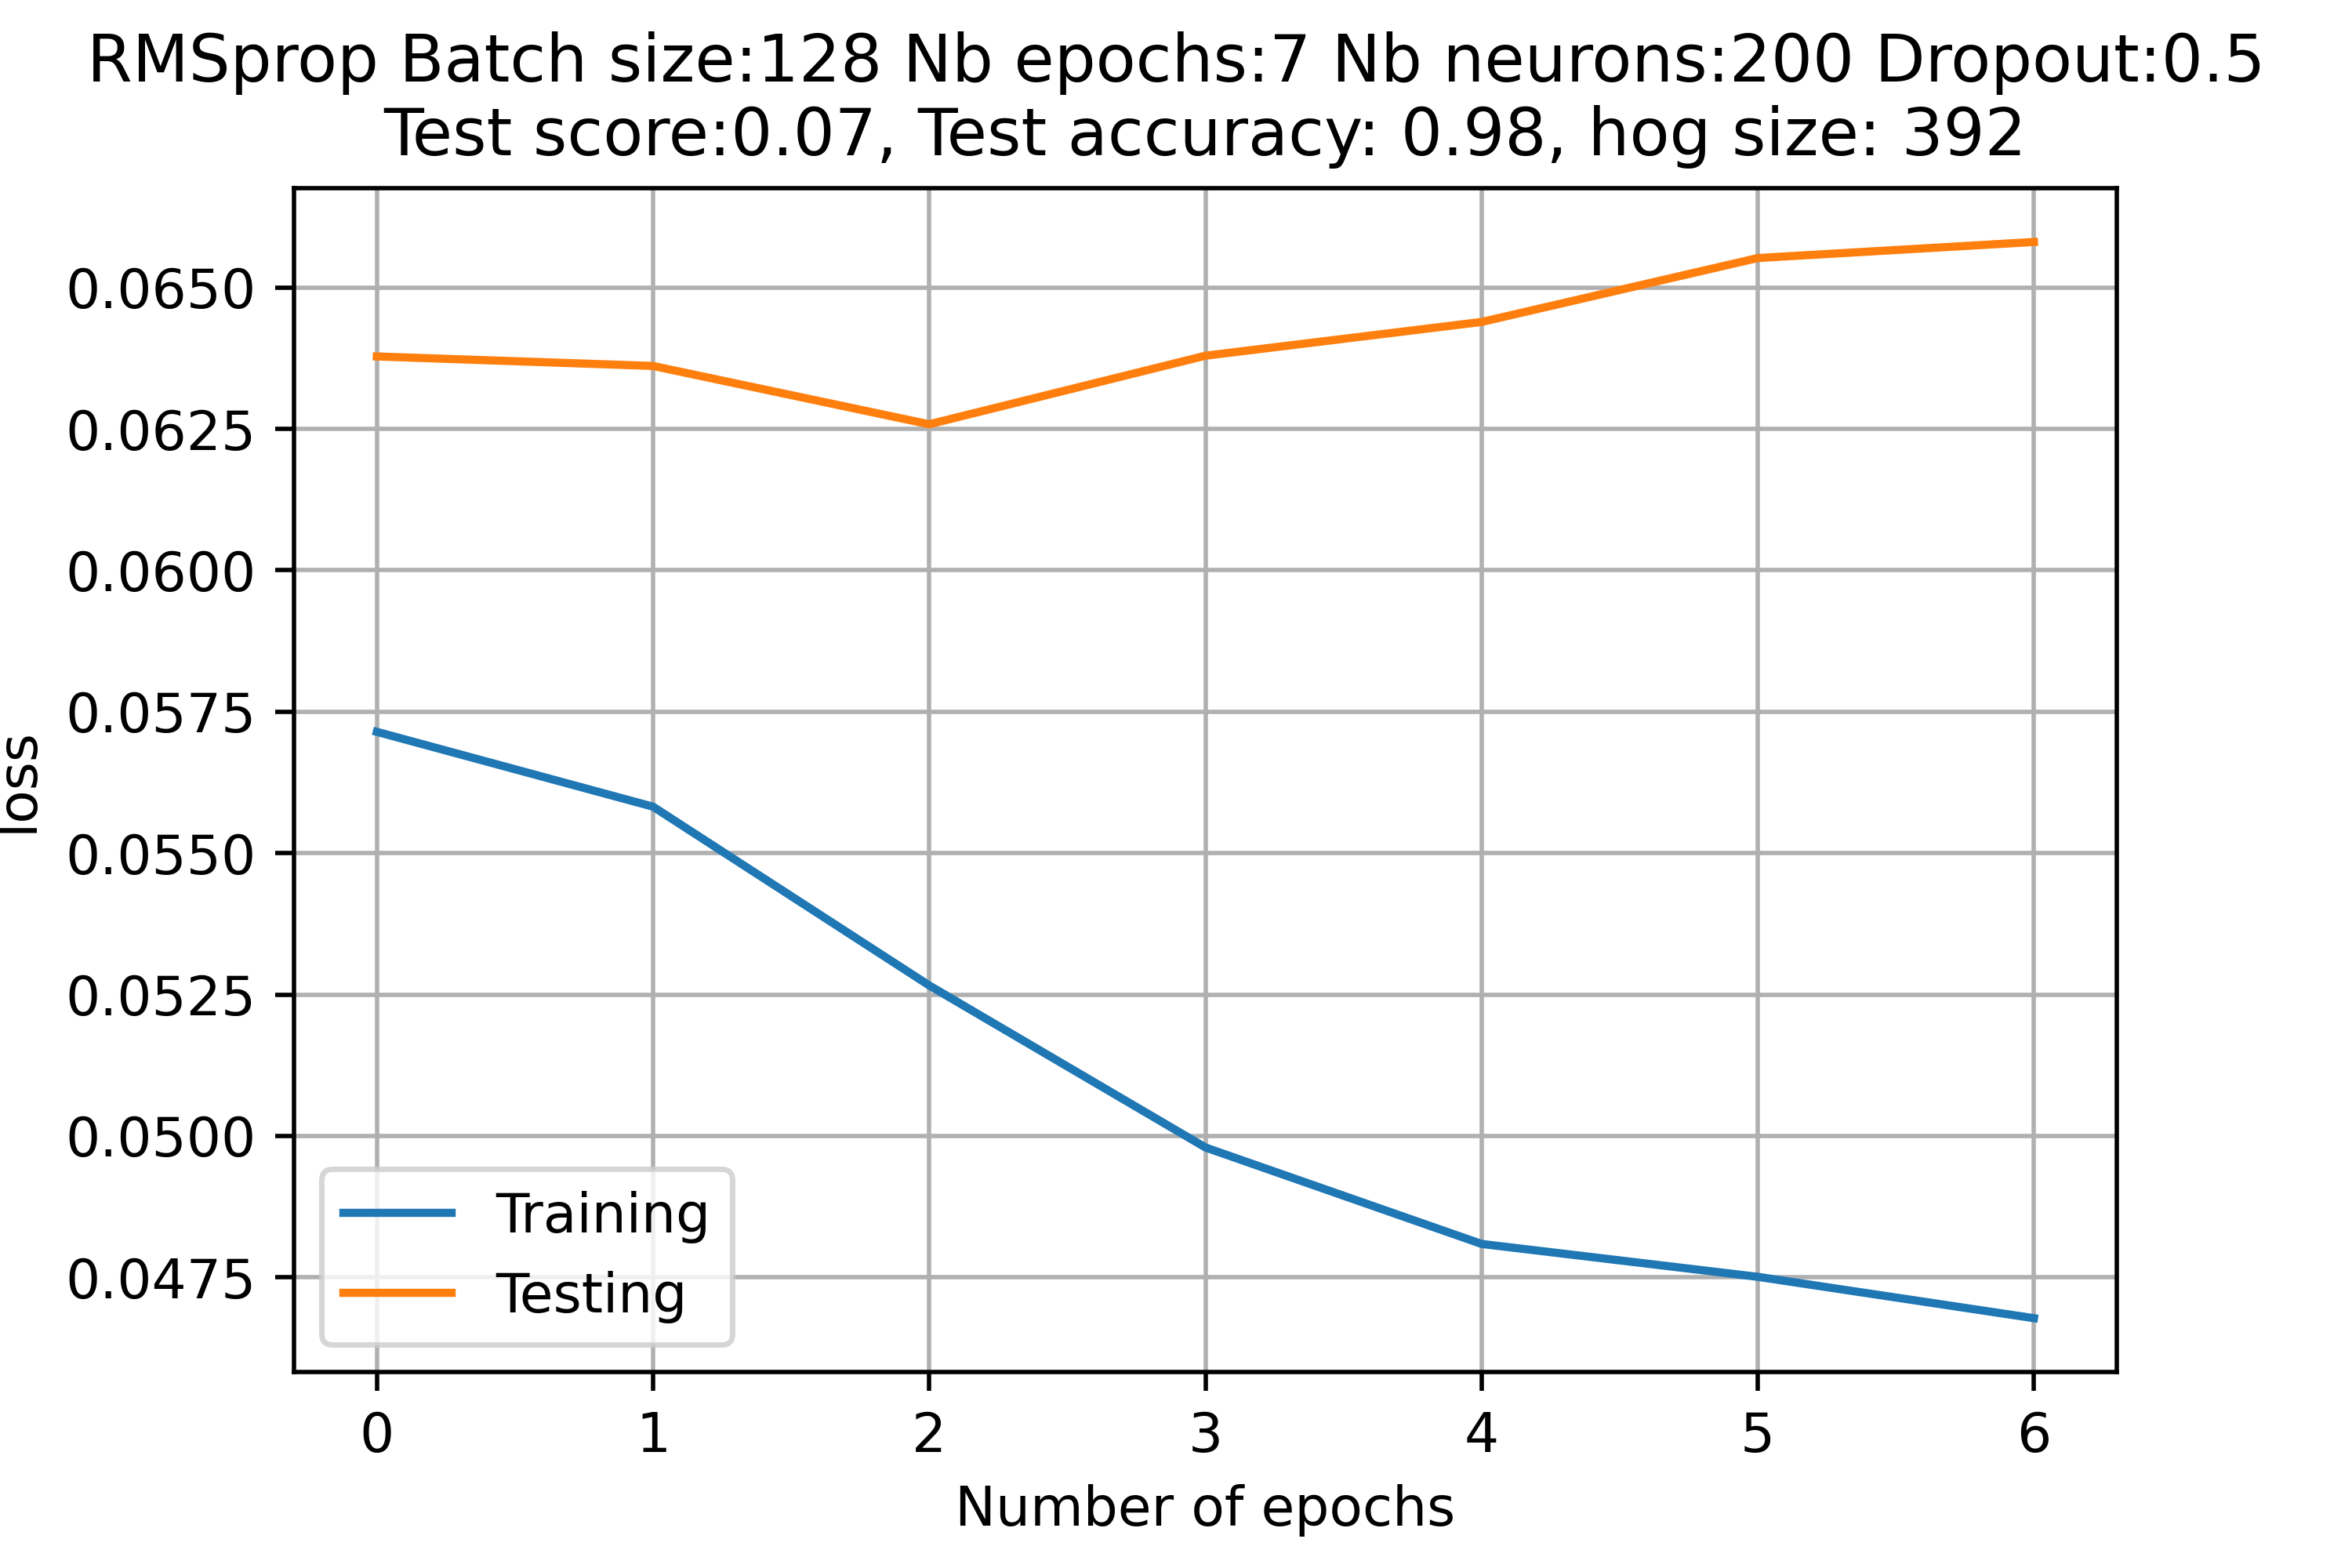 RMSprop Batch size:128 Nb epochs:7 Nb neurons:200 Dropout:0.5
Test score:0.07, Test accuracy: 0.98, hog size: 392
0.0650
0.0625
0.0600
0.0575
0.0550
0.0525
0.0500
0.0475
loss
Training
Testing
0 1 2 3 4 5 6
Number of epochs